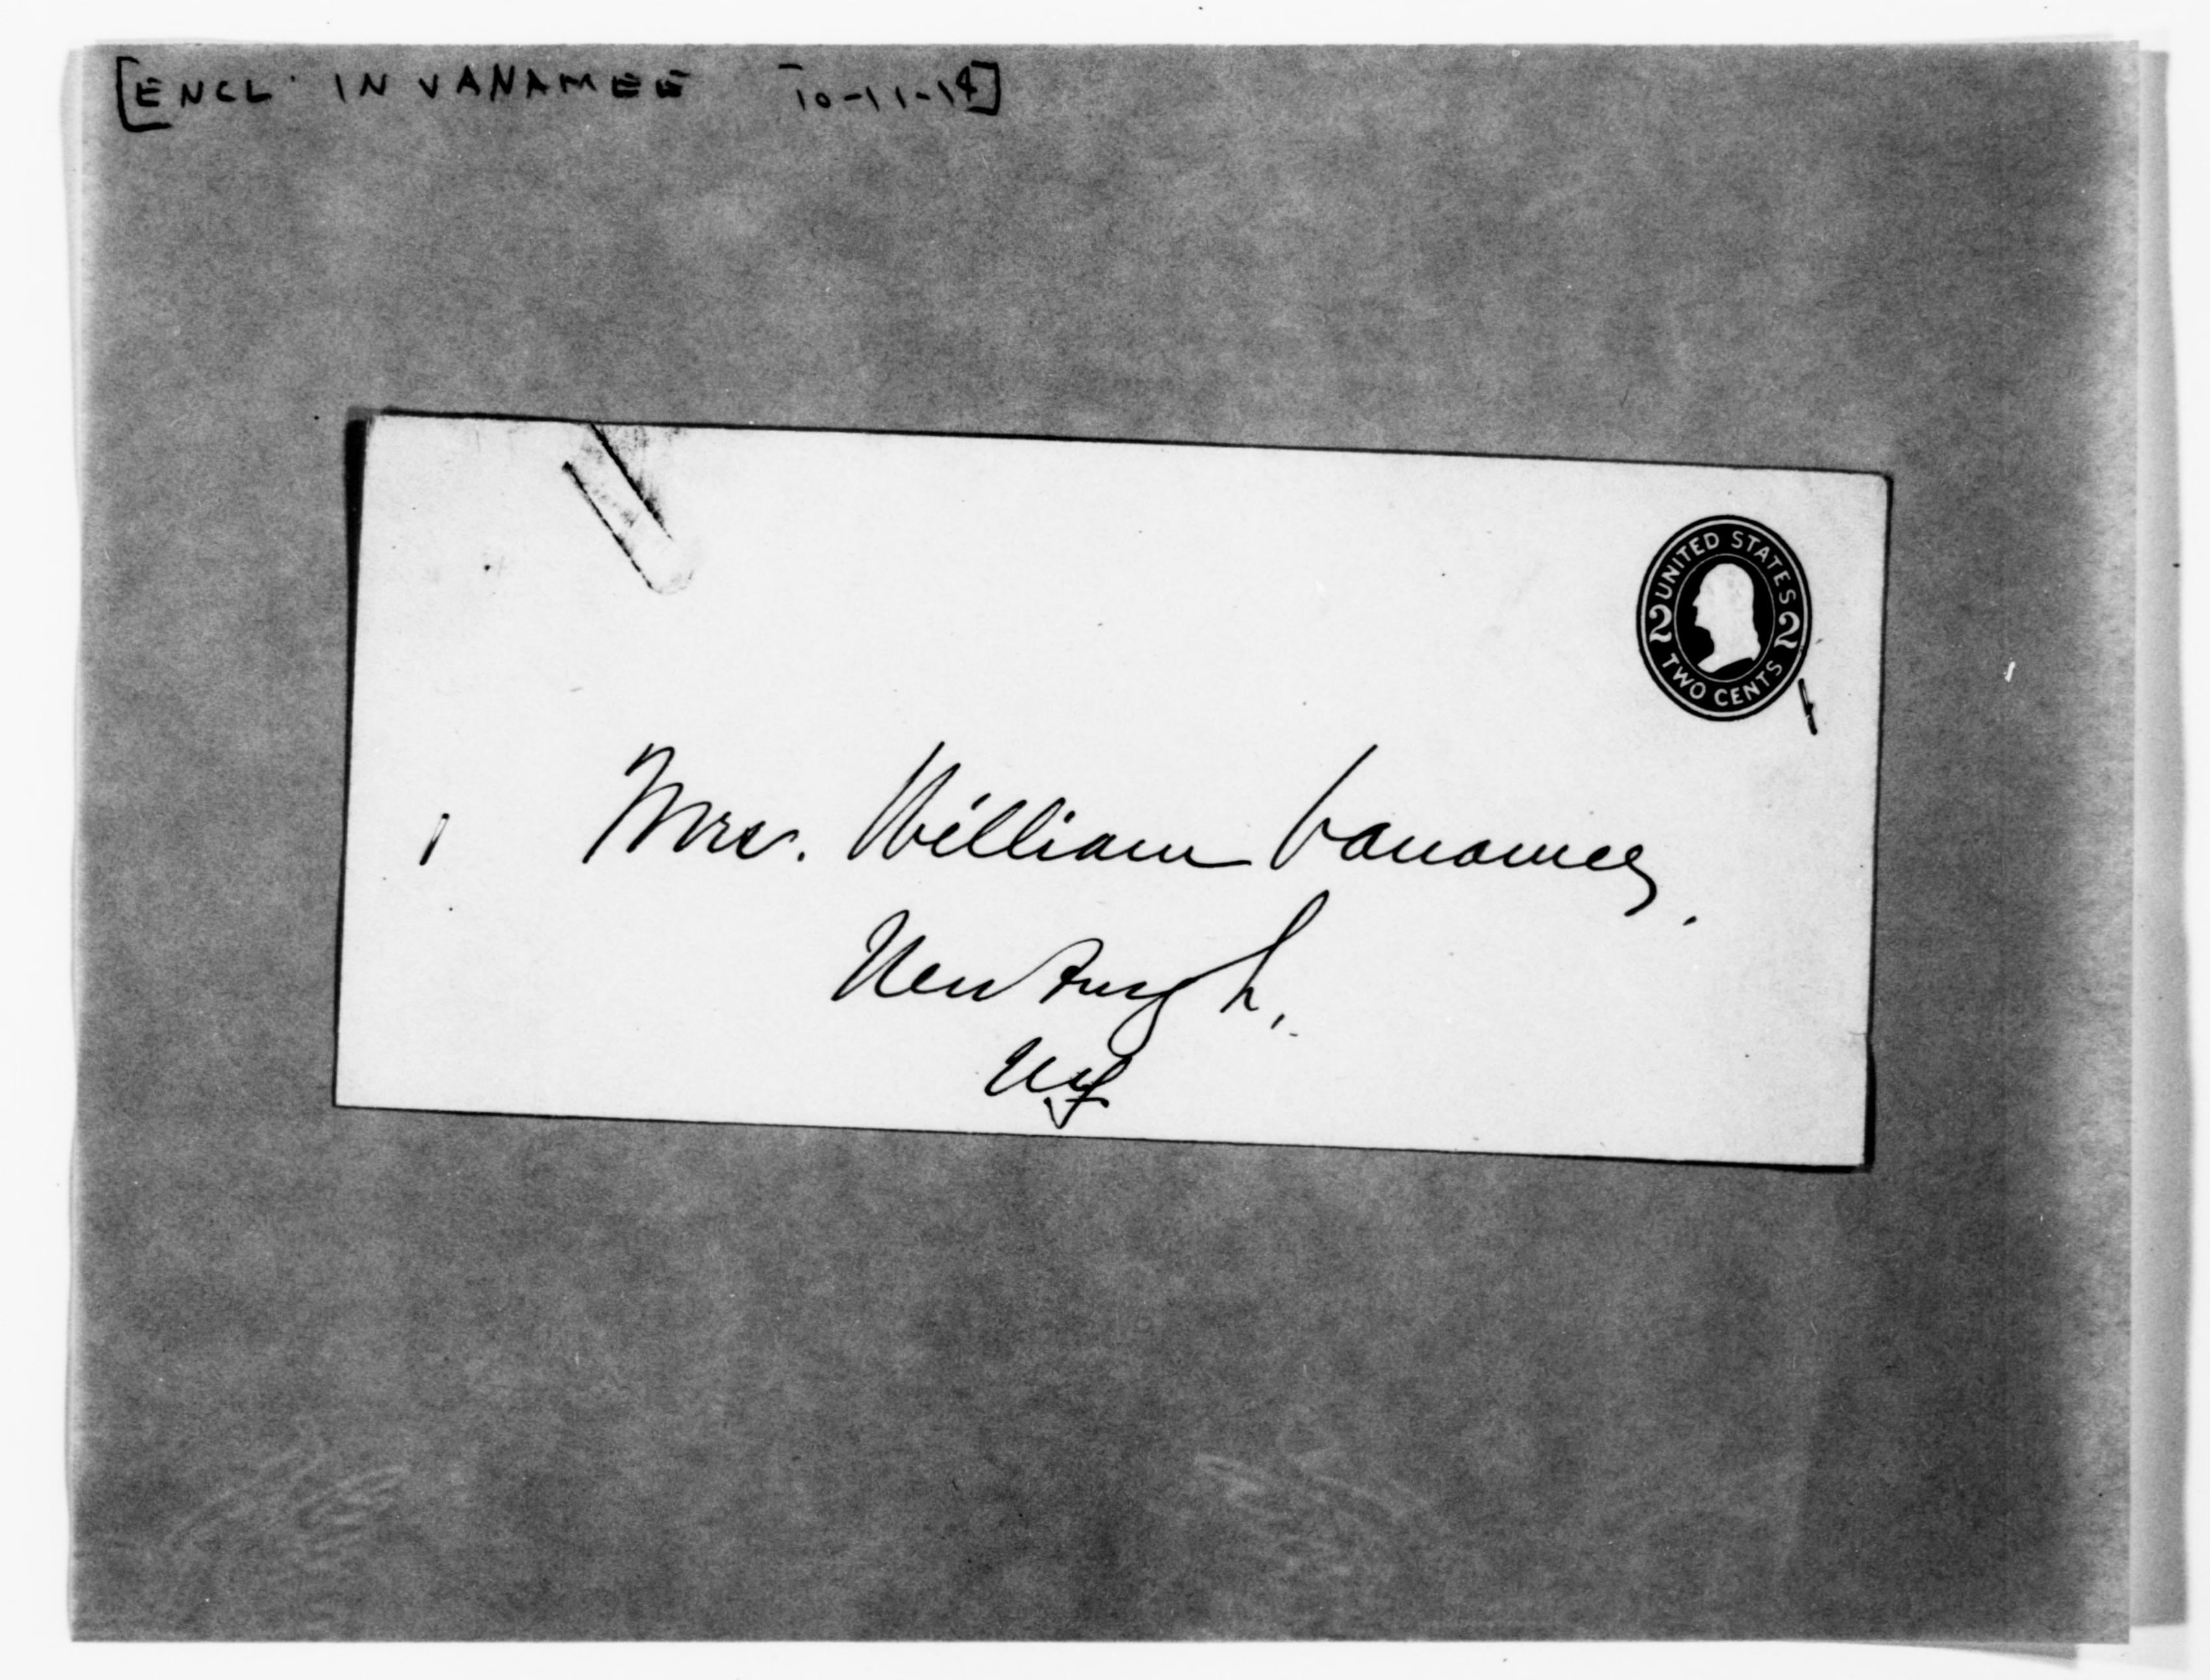 [ENCL. IN VANAMEE 10-11-14]
UNITED STATES
2 2
TWO CENTS
Mrs. William Vanamee.
Newburgh,
N.Y.